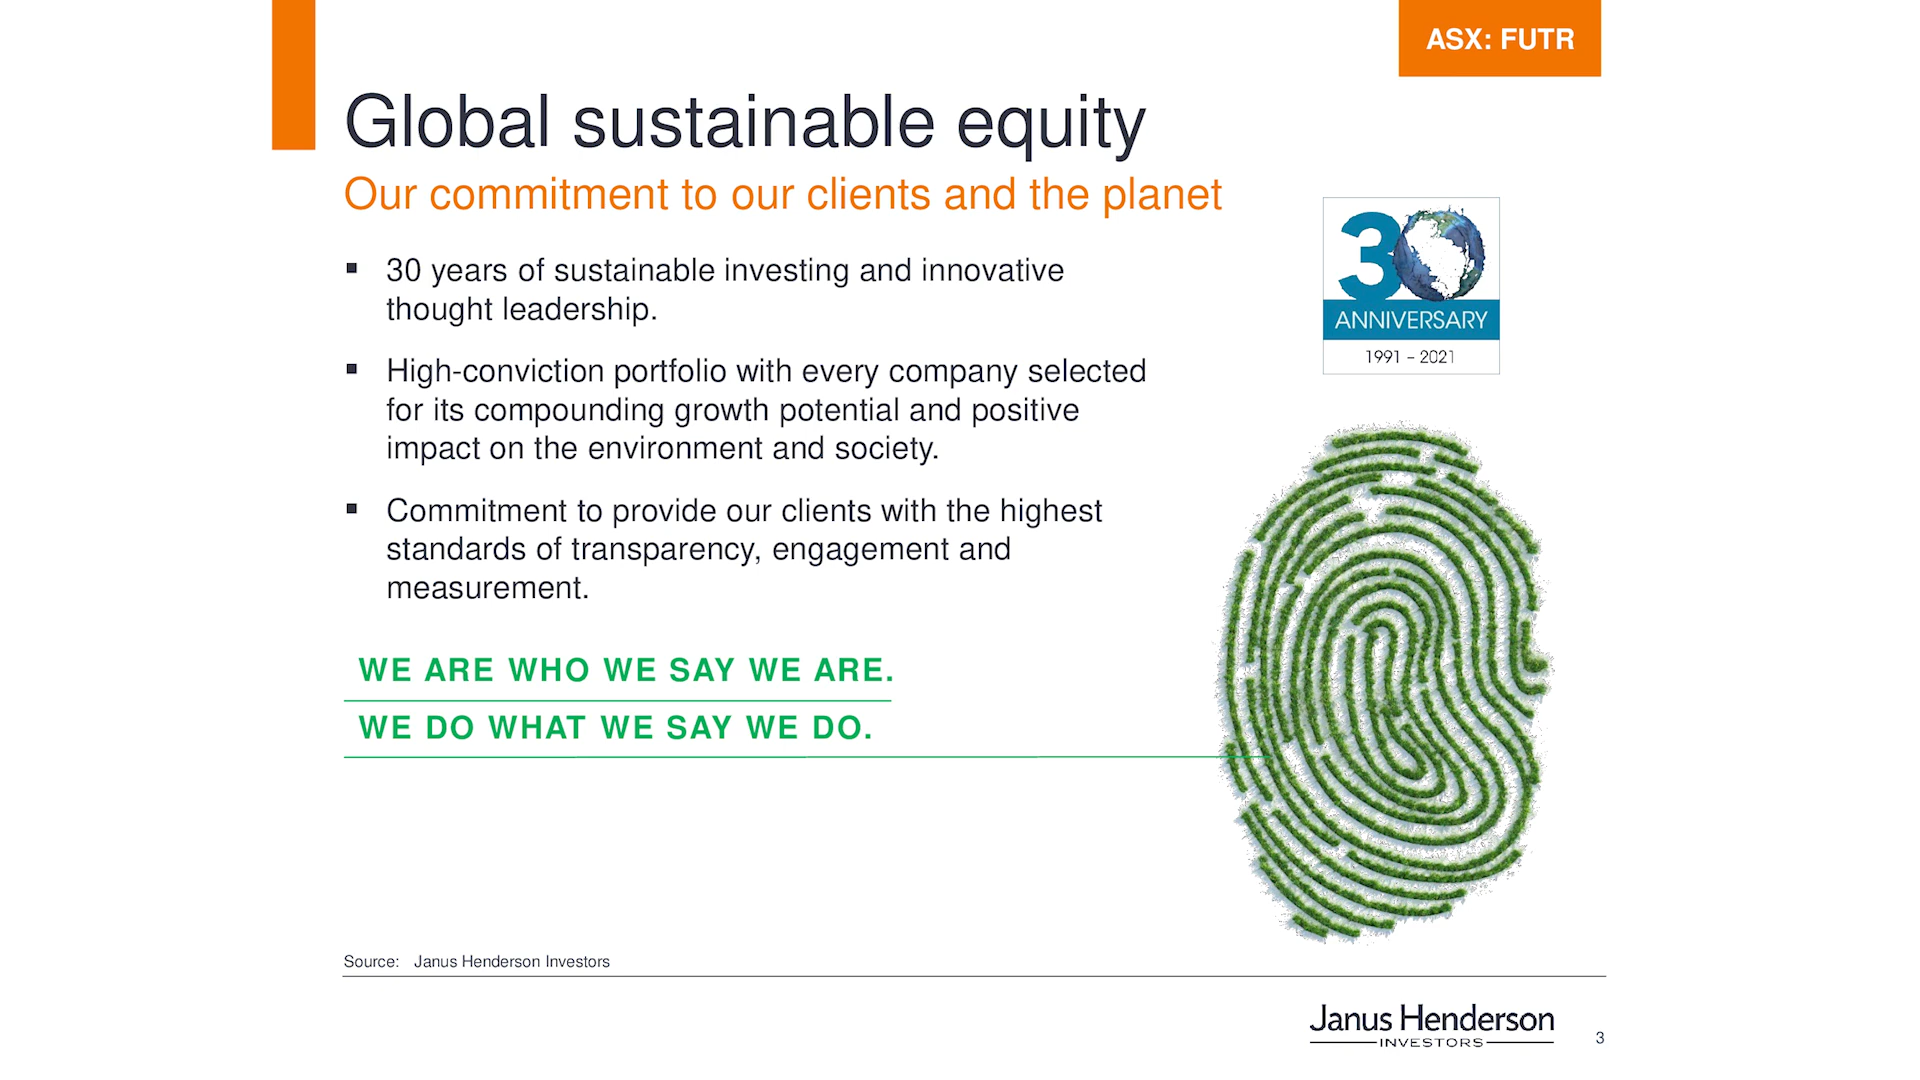 ASX: FUTR
Global sustainable equity
Our commitment to our clients and the planet
▪ 30 years of sustainable investing and innovative
thought leadership.
▪ High-conviction portfolio with every company selected
for its compounding growth potential and positive
impact on the environment and society.
▪ Commitment to provide our clients with the highest
standards of transparency, engagement and
measurement.
WE ARE WHO WE SAY WE ARE.
WE DO WHAT WE SAY WE DO.
30
ANNIVERSARY
1991 – 2021
Source: Janus Henderson Investors
Janus Henderson
INVESTORS
3